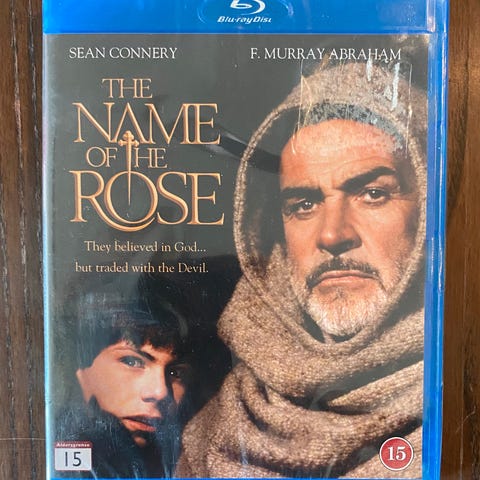 Blu-ray Disc
SEAN CONNERY
F. MURRAY ABRAHAM
THE
NAME
OF THE
ROSE
They believed in God...
but traded with the Devil.
Aldersgrense
15
15